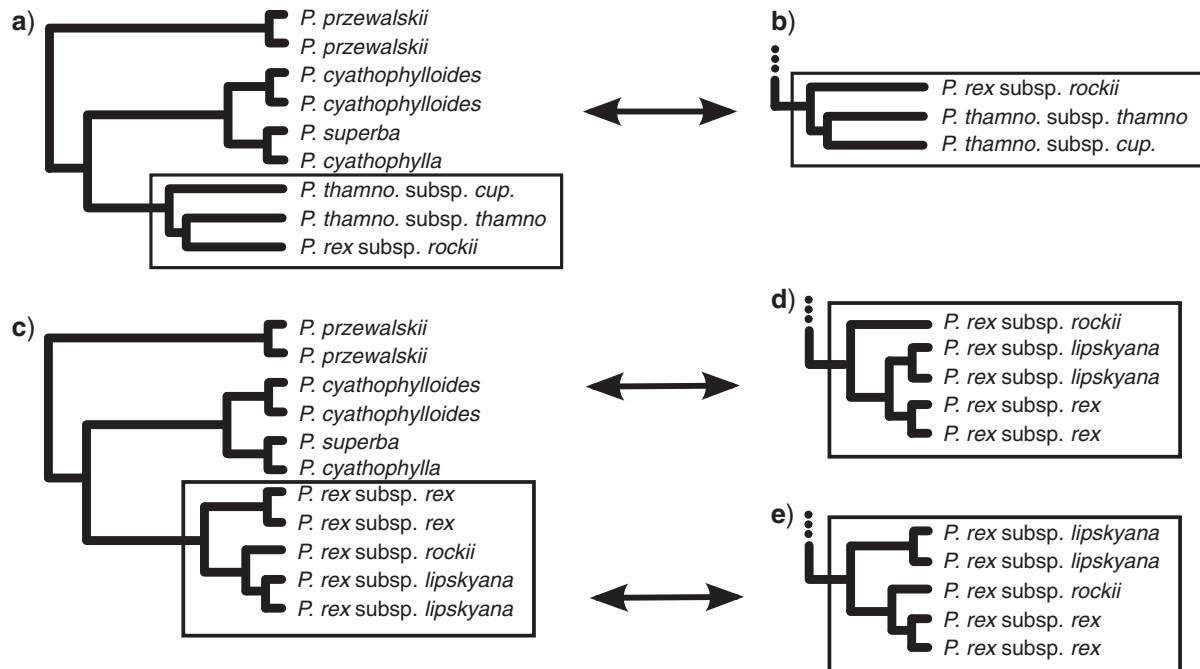 a)
P. przewalskii
P. przewalskii
P. cyathophylloides
P. cyathophylloides
P. superba
P. cyathophylla
P. thamno. subsp. cup.
P. thamno. subsp. thamno
P. rex subsp. rockii
b)
P. rex subsp. rockii
P. thamno. subsp. thamno
P. thamno. subsp. cup.
c)
P. przewalskii
P. przewalskii
P. cyathophylloides
P. cyathophylloides
P. superba
P. cyathophylla
P. rex subsp. rex
P. rex subsp. rex
P. rex subsp. rockii
P. rex subsp. lipskyana
P. rex subsp. lipskyana
d)
P. rex subsp. rockii
P. rex subsp. lipskyana
P. rex subsp. lipskyana
P. rex subsp. rex
P. rex subsp. rex
e)
P. rex subsp. lipskyana
P. rex subsp. lipskyana
P. rex subsp. rockii
P. rex subsp. rex
P. rex subsp. rex